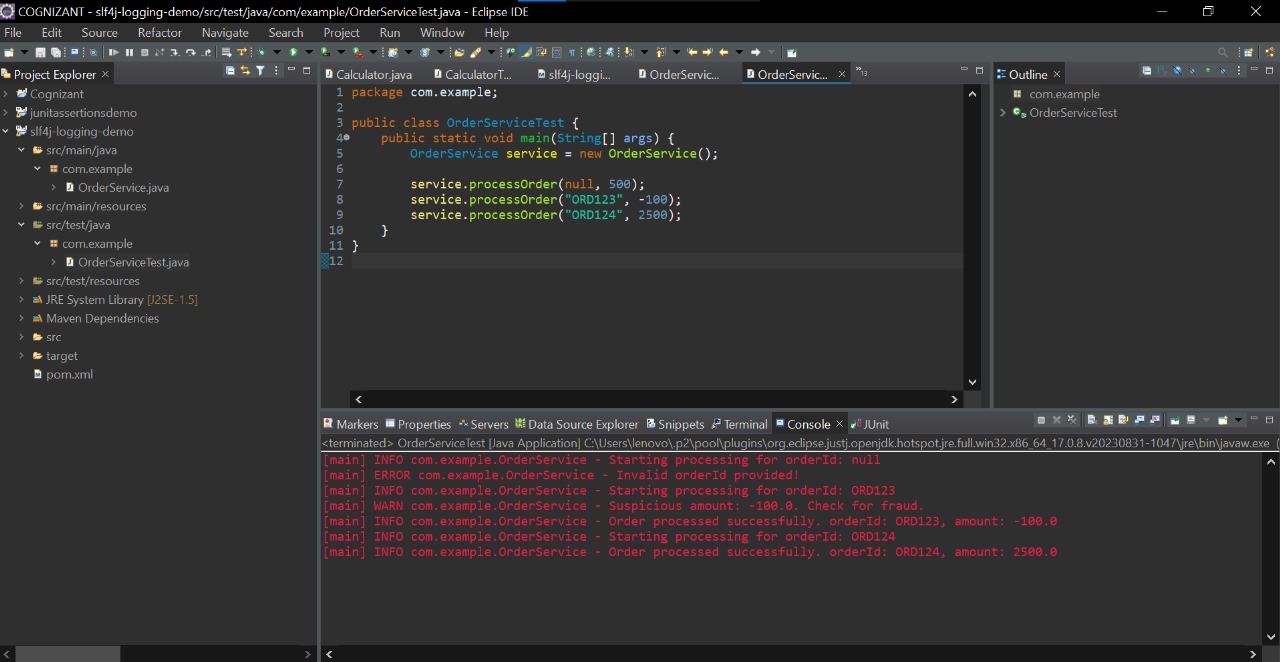 COGNIZANT - slf4j-logging-demo/src/test/java/com/example/OrderServiceTest.java - Eclipse IDE
File Edit Source Refactor Navigate Search Project Run Window Help
Project Explorer
Cognizant
junitassertionsdemo
slf4j-logging-demo
src/main/java
com.example
OrderService.java
src/main/resources
src/test/java
com.example
OrderServiceTest.java
src/test/resources
JRE System Library [J2SE-1.5]
Maven Dependencies
src
target
pom.xml
Calculator.java CalculatorT... slf4j-loggi... OrderServic... OrderServic... »13
1 package com.example;
2
3 public class OrderServiceTest {
4 public static void main(String[] args) {
5 OrderService service = new OrderService();
6
7 service.processOrder(null, 500);
8 service.processOrder("ORD123", -100);
9 service.processOrder("ORD124", 2500);
10 }
11 }
12
Outline
com.example
OrderServiceTest
Markers Properties Servers Data Source Explorer Snippets Terminal Console JUnit
<terminated> OrderServiceTest [Java Application] C:\Users\lenovo\.p2\pool\plugins\org.eclipse.justj.openjdk.hotspot.jre.full.win32.x86_64_17.0.8.v20230831-1047\jre\bin\javaw.exe (
[main] INFO com.example.OrderService - Starting processing for orderId: null
[main] ERROR com.example.OrderService - Invalid orderId provided!
[main] INFO com.example.OrderService - Starting processing for orderId: ORD123
[main] WARN com.example.OrderService - Suspicious amount: -100.0. Check for fraud.
[main] INFO com.example.OrderService - Order processed successfully. orderId: ORD123, amount: -100.0
[main] INFO com.example.OrderService - Starting processing for orderId: ORD124
[main] INFO com.example.OrderService - Order processed successfully. orderId: ORD124, amount: 2500.0